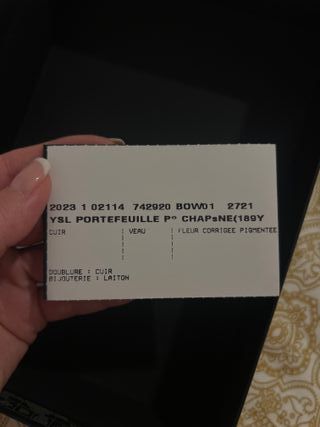 2023 1 02114 742920 BOW01 2721
YSL PORTEFEUILLE Pº CHAPsNE(189Y
CUIR | VEAU | FLEUR CORRIGEE PIGMENTEE
DOUBLURE : CUIR
BIJOUTERIE : LAITON